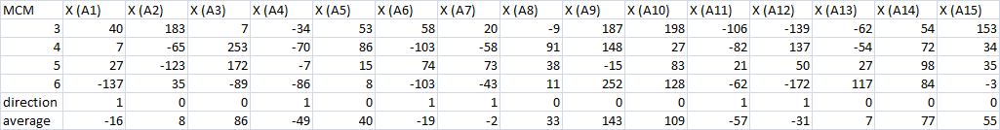 MCM X (A1) X (A2) X (A3) X (A4) X (A5) X (A6) X (A7) X (A8) X (A9) X (A10) X (A11) X (A12) X (A13) X (A14) X (A15)
3 40 183 7 -34 53 58 20 -9 187 198 -106 -139 -62 54 153
4 7 -65 253 -70 86 -103 -58 91 148 27 -82 137 -54 72 34
5 27 -123 172 -7 15 74 73 38 -15 83 21 50 27 98 35
6 -137 35 -89 -86 8 -103 -43 11 252 128 -62 -172 117 84 -3
direction 1 0 0 1 0 1 1 0 0 0 1 1 0 0 0
average -16 8 86 -49 40 -19 -2 33 143 109 -57 -31 7 77 55